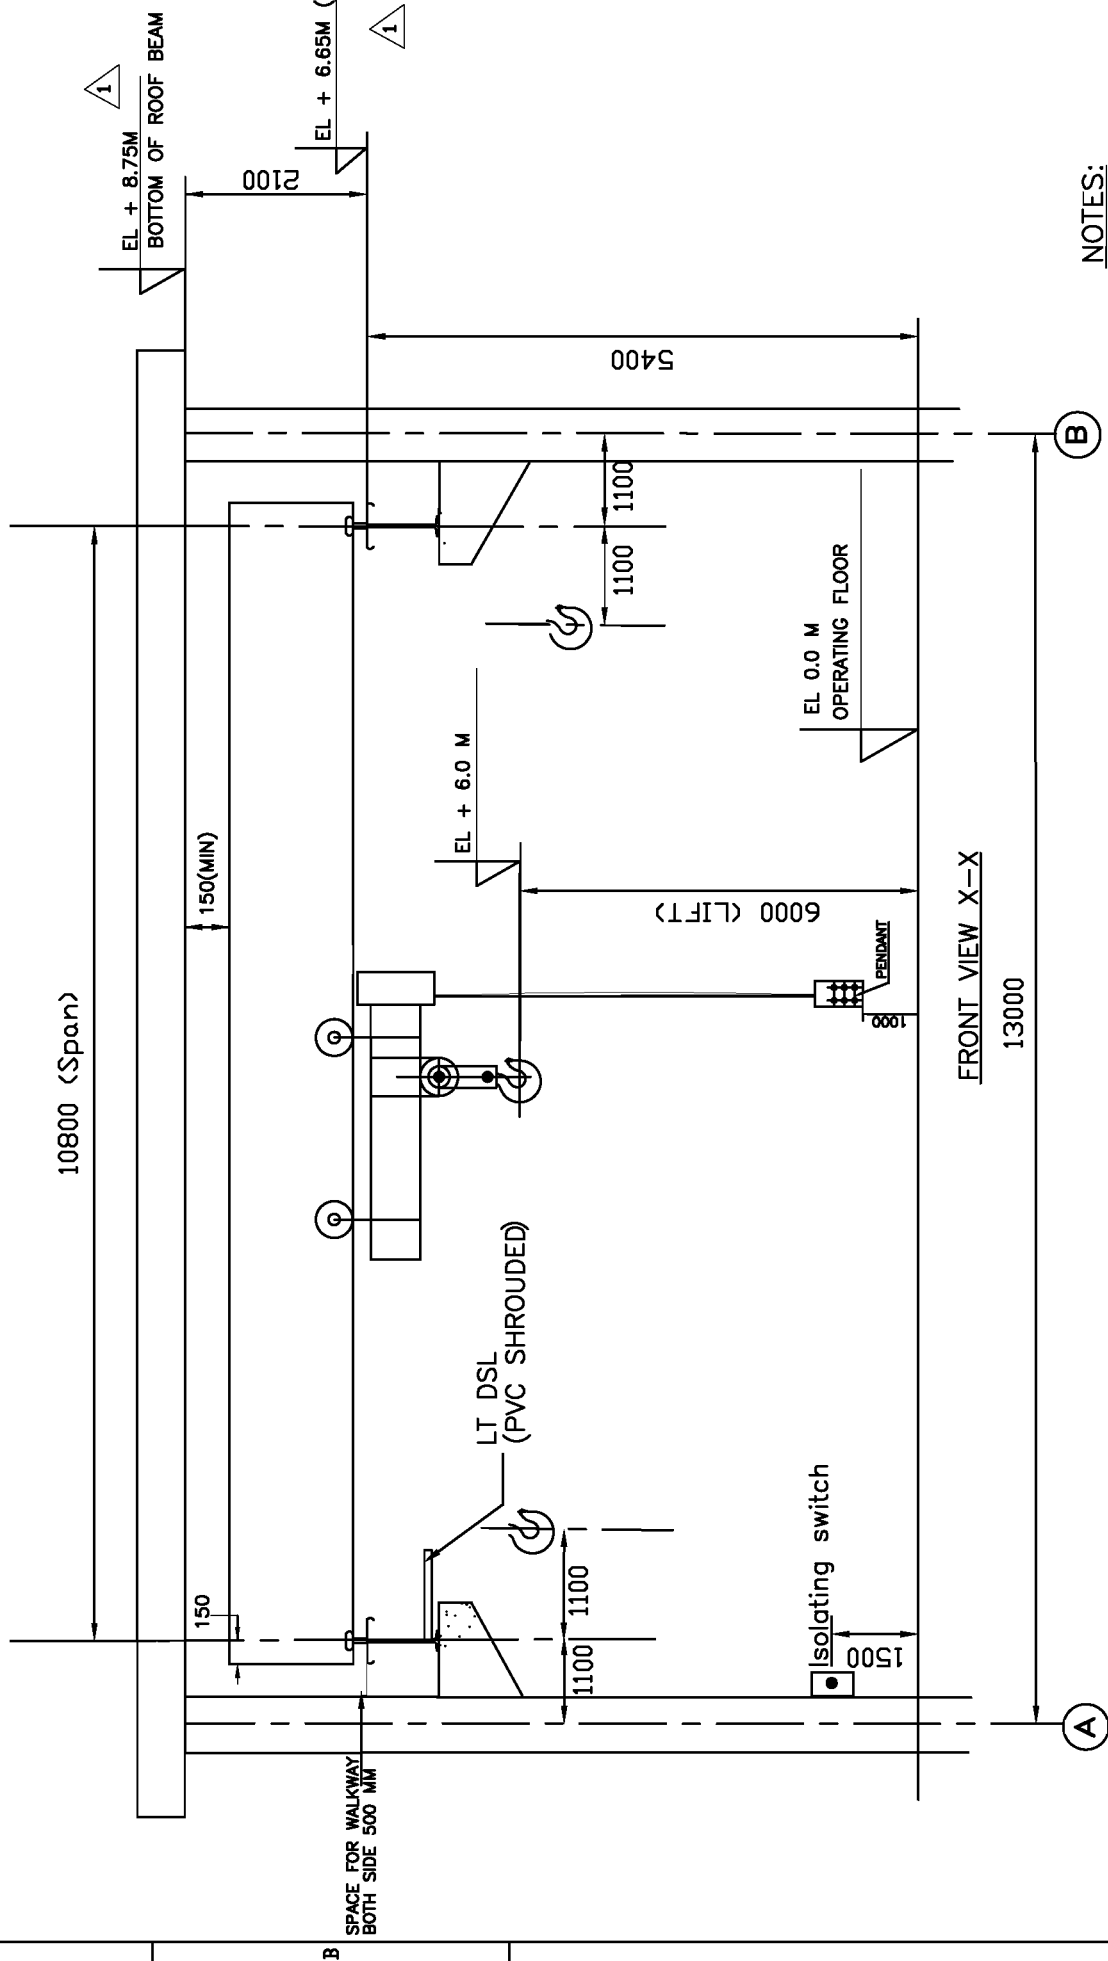 10800 (Span)
EL + 8.75M
BOTTOM OF ROOF BEAM
1
EL + 6.65M (
1
2100
150
150(MIN)
SPACE FOR WALKWAY
BOTH SIDE 500 MM
B
LT DSL
(PVC SHROUDED)
EL + 6.0 M
5400
1100
1100
1100
1100
6000 (LIFT)
PENDANT
1000
EL 0.0 M
OPERATING FLOOR
Isolating switch
1500
FRONT VIEW X-X
13000
A
B
NOTES: